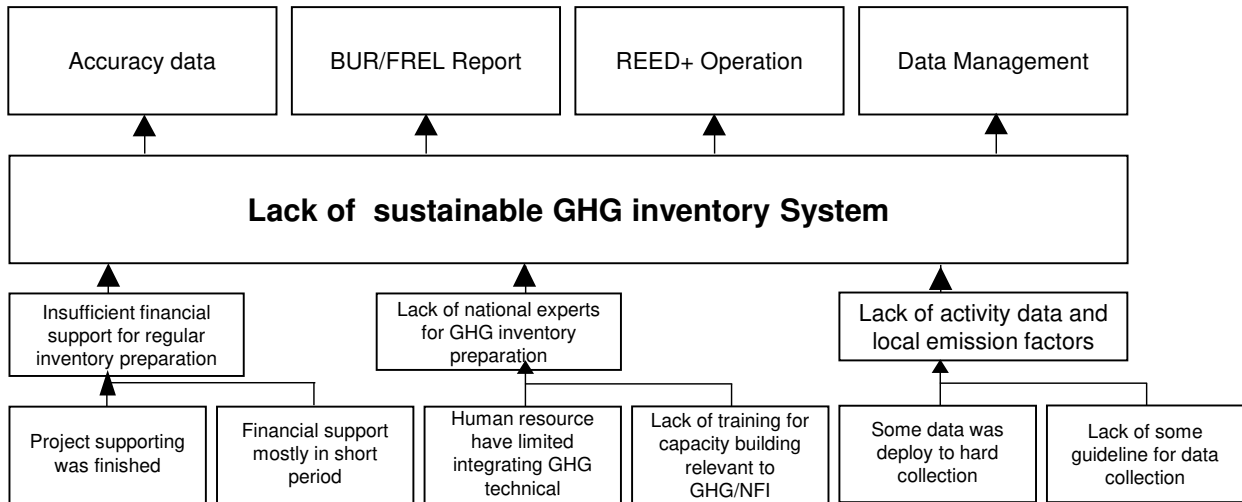 Accuracy data
BUR/FREL Report
REED+ Operation
Data Management
Lack of sustainable GHG inventory System
Insufficient financial
support for regular
inventory preparation
Lack of national experts
for GHG inventory
preparation
Lack of activity data and
local emission factors
Project supporting
was finished
Financial support
mostly in short
period
Human resource
have limited
integrating GHG
technical
Lack of training for
capacity building
relevant to
GHG/NFI
Some data was
deploy to hard
collection
Lack of some
guideline for data
collection